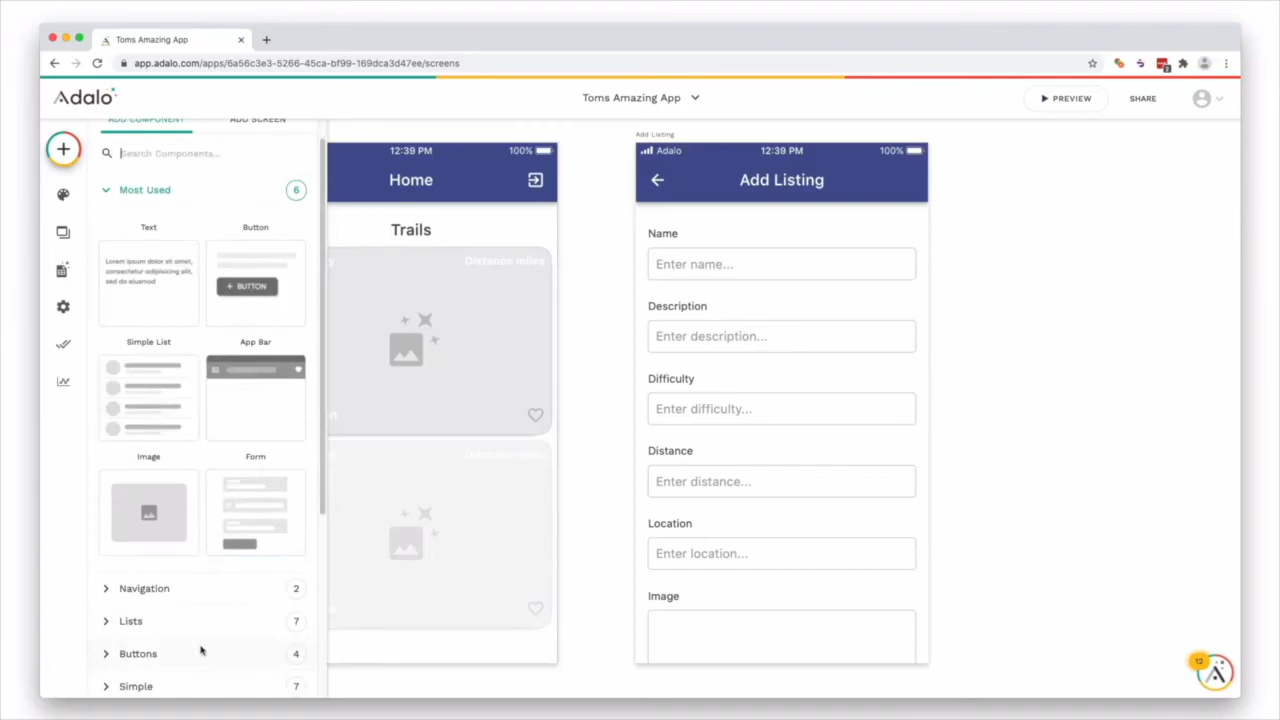 Toms Amazing App
app.adalo.com/apps/6a56c3e3-5266-45ca-bf99-169dca3d47ee/screens
2
Adalo
Toms Amazing App
PREVIEW
SHARE
ADD COMPONENT
ADD SCREEN
Search Components...
Most Used
6
Text
Button
Lorem ipsum dolor sit amet,
consectetur adipisicing elit,
sed do eiusmod
+ BUTTON
Simple List
App Bar
Image
Form
Navigation
2
Lists
7
Buttons
4
Simple
7
12:39 PM
100%
Home
Trails
Distance miles
Distance miles
Add Listing
Adalo
12:39 PM
100%
Add Listing
Name
Enter name...
Description
Enter description...
Difficulty
Enter difficulty...
Distance
Enter distance...
Location
Enter location...
Image
12